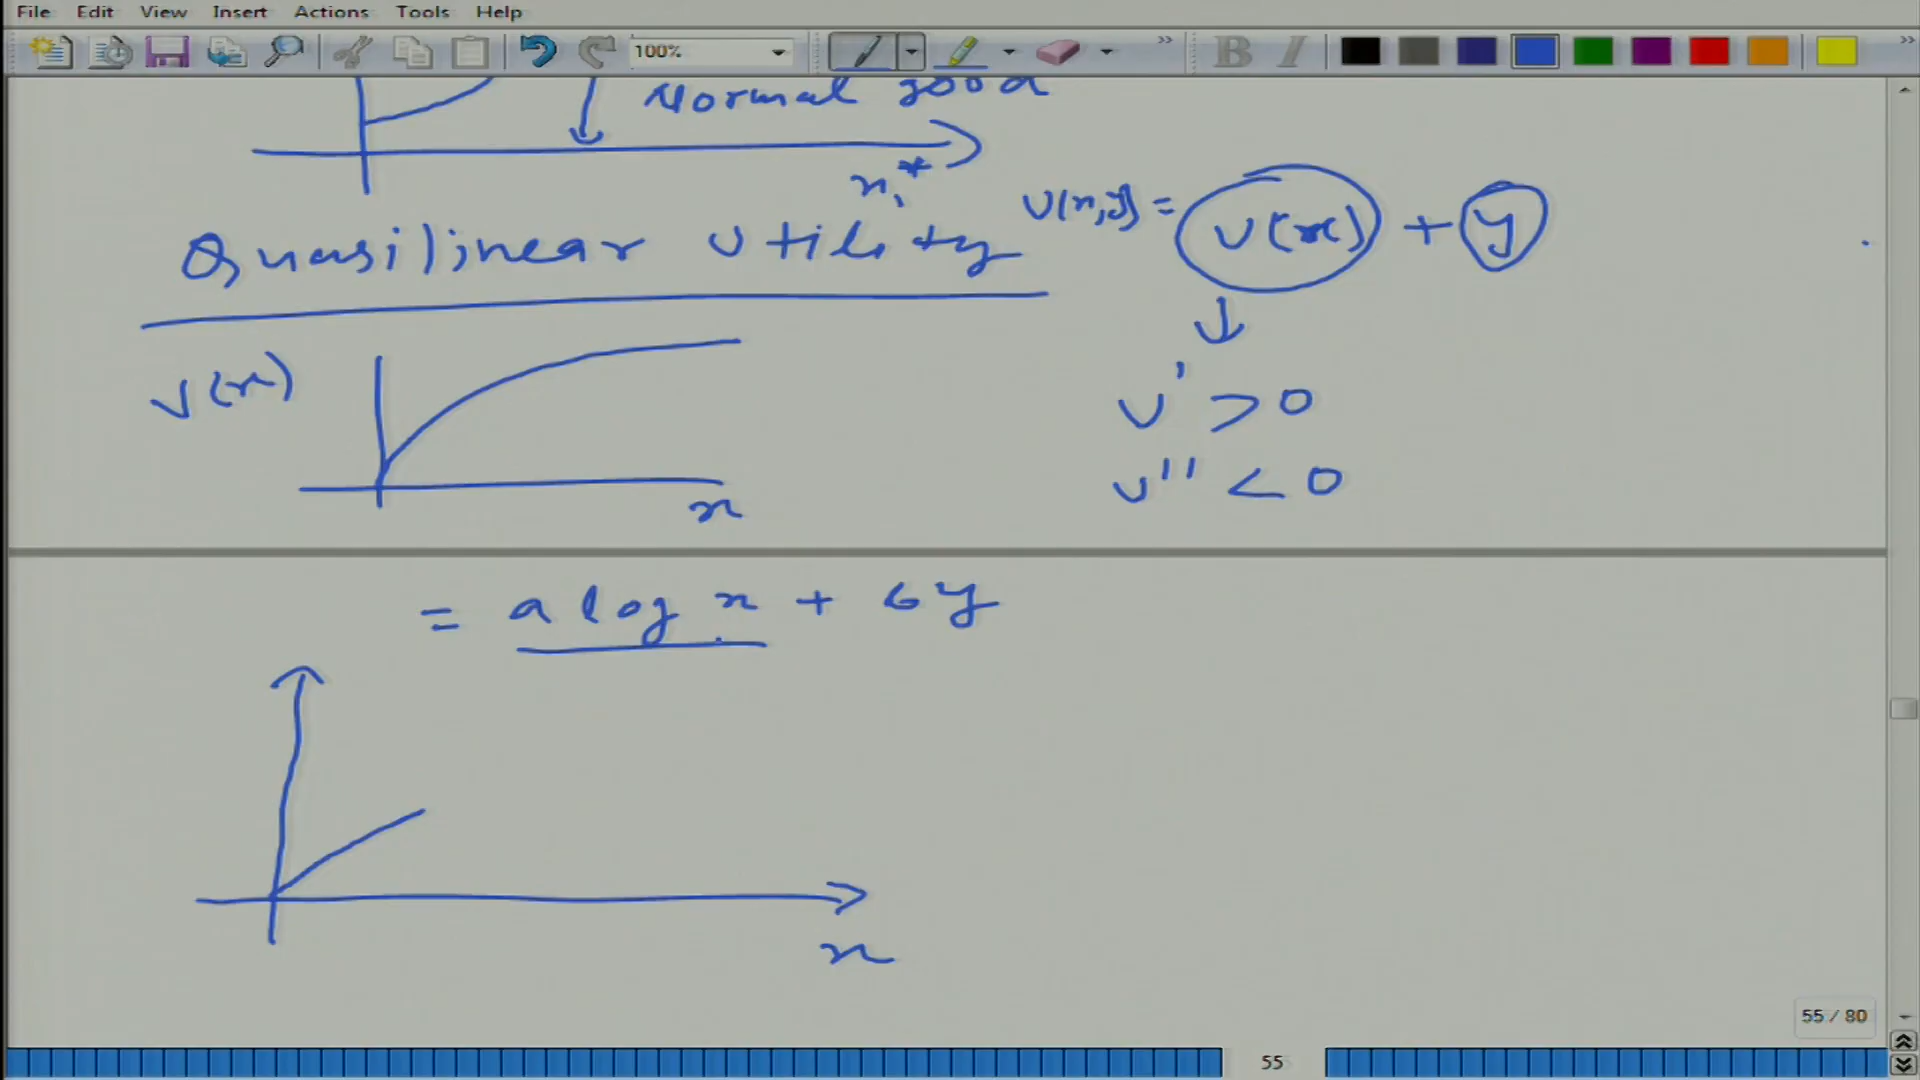 File Edit View Insert Actions Tools Help
100%
Normal good
x₁*
Quasilinear utility
U(x,y) = v(x) + y
v(x)
v' > 0
v'' < 0
x
= a log x + by
x
55 / 80
55